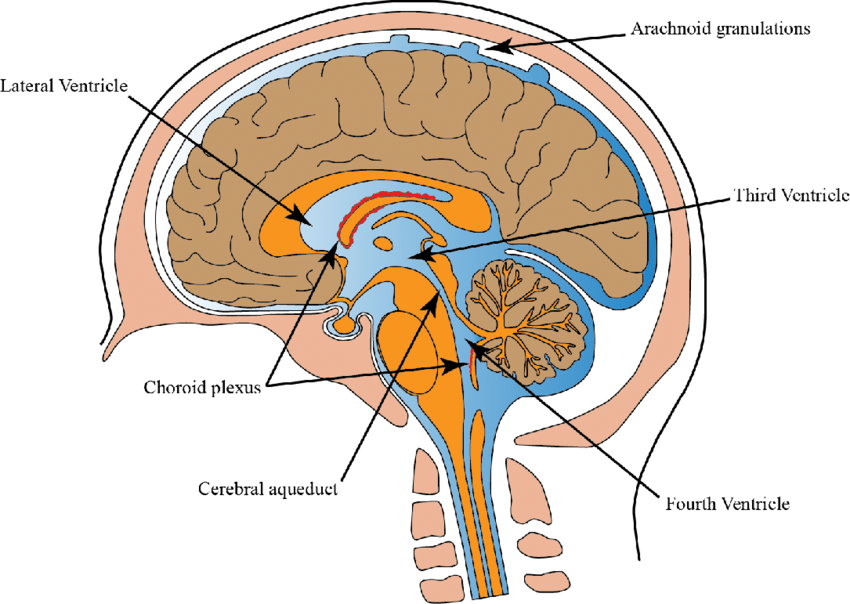 Arachnoid granulations
Lateral Ventricle
Third Ventricle
Choroid plexus
Cerebral aqueduct
Fourth Ventricle